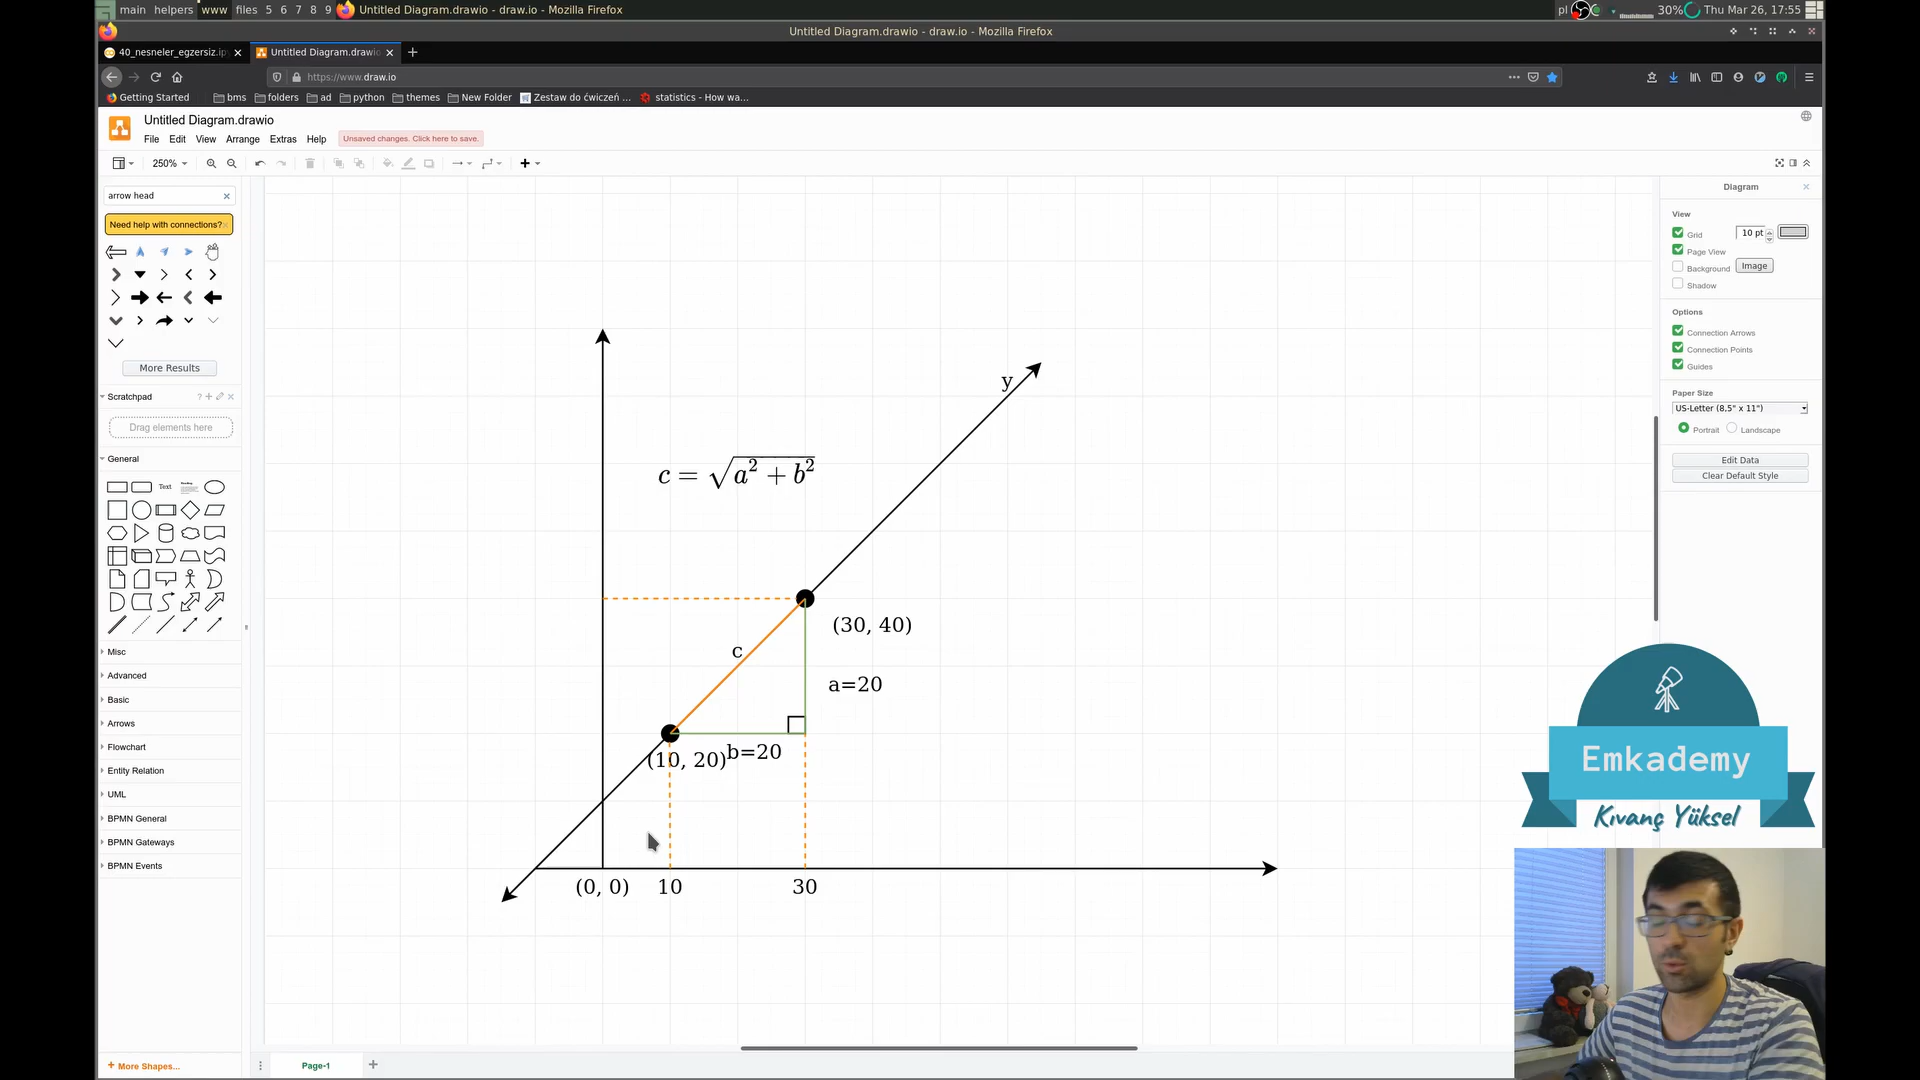 main helpers www files 5 6 7 8 9 Untitled Diagram.drawio - draw.io - Mozilla Firefox pl 30% Thu Mar 26, 17:55
Untitled Diagram.drawio - draw.io - Mozilla Firefox
40_nesneler_egzersiz.ip Untitled Diagram.drawio
https://www.draw.io
Getting Started bms folders ad python themes New Folder Zestaw do ćwiczeń ... statistics - How wa...
Untitled Diagram.drawio
File Edit View Arrange Extras Help Unsaved changes. Click here to save.
250%
arrow head
Need help with connections?
More Results
Scratchpad
Drag elements here
General
Text
Misc
Advanced
Basic
Arrows
Flowchart
Entity Relation
UML
BPMN General
BPMN Gateways
BPMN Events
+ More Shapes...
Page-1
y
c = √a² + b²
(30, 40)
c
a=20
b=20
(10, 20)
(0, 0) 10 30
Diagram
View
Grid 10 pt
Page View
Background Image
Shadow
Options
Connection Arrows
Connection Points
Guides
Paper Size
US-Letter (8,5" x 11")
Portrait Landscape
Edit Data
Clear Default Style
Emkademy
Kıvanç Yüksel